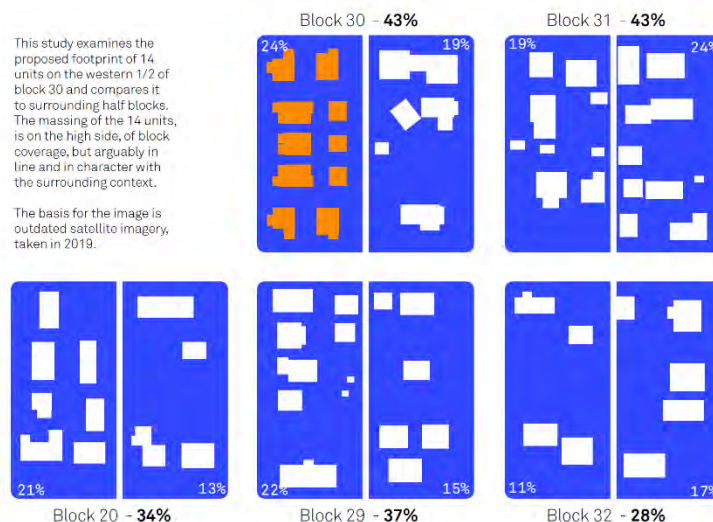 This study examines the
proposed footprint of 14
units on the western 1/2 of
block 30 and compares it
to surrounding half blocks.
The massing of the 14 units,
is on the high side, of block
coverage, but arguably in
line and in character with
the surrounding context.
The basis for the image is
outdated satellite imagery,
taken in 2019.
Block 30 - 43%
24%
19%
Block 31 - 43%
19%
24%
21%
13%
Block 20 - 34%
22%
15%
Block 29 - 37%
11%
17%
Block 32 - 28%